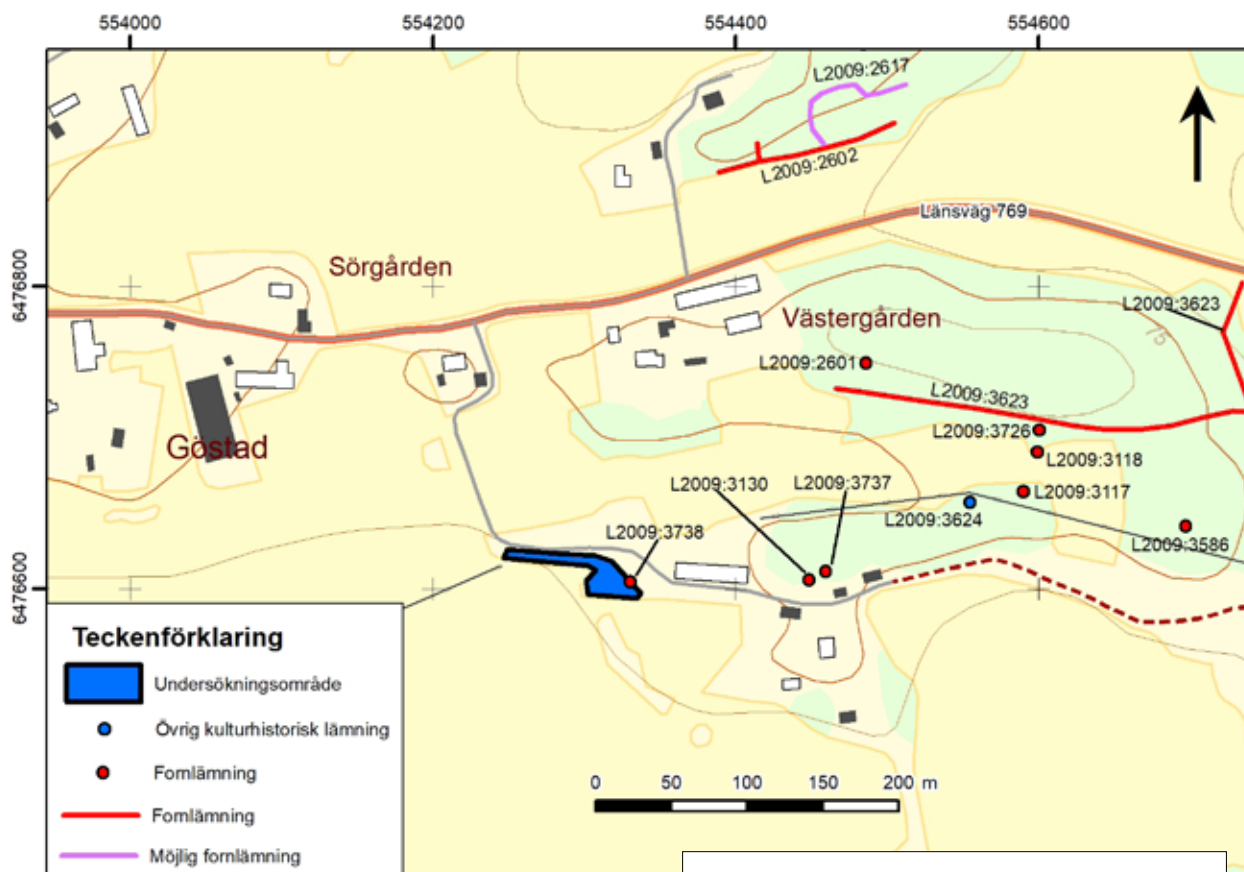 554000
554200
554400
554600
L2009:2617
L2009:2602
Länsväg 769
Sörgården
6476800
L2009:3623
Västergården
L2009:2601
L2009:3623
Göstad
L2009:3726
L2009:3118
L2009:3130
L2009:3737
L2009:3117
L2009:3624
L2009:3738
L2009:3586
6476600
Teckenförklaring
Undersökningsområde
Övrig kulturhistorisk lämning
Fornlämning
Fornlämning
Möjlig fornlämning
0 50 100 150 200 m